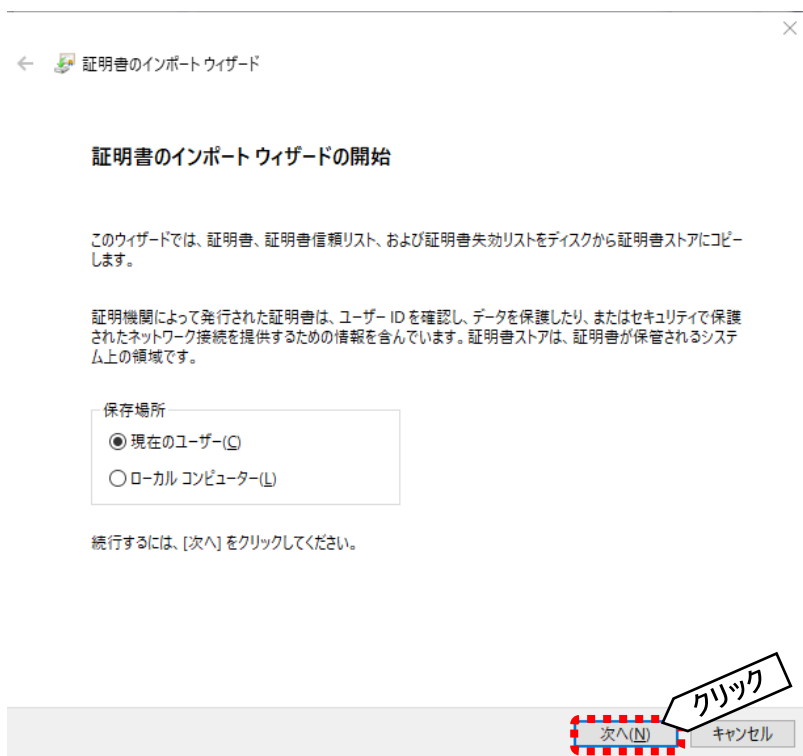 証明書のインポート ウィザード
証明書のインポート ウィザードの開始
このウィザードでは、証明書、証明書信頼リスト、および証明書失効リストをディスクから証明書ストアにコピー
します。
証明機関によって発行された証明書は、ユーザー ID を確認し、データを保護したり、またはセキュリティで保護
されたネットワーク接続を提供するための情報を含んでいます。証明書ストアは、証明書が保管されるシステ
ム上の領域です。
保存場所
現在のユーザー(C)
ローカル コンピューター(L)
続行するには、[次へ] をクリックしてください。
クリック
次へ(N)
キャンセル